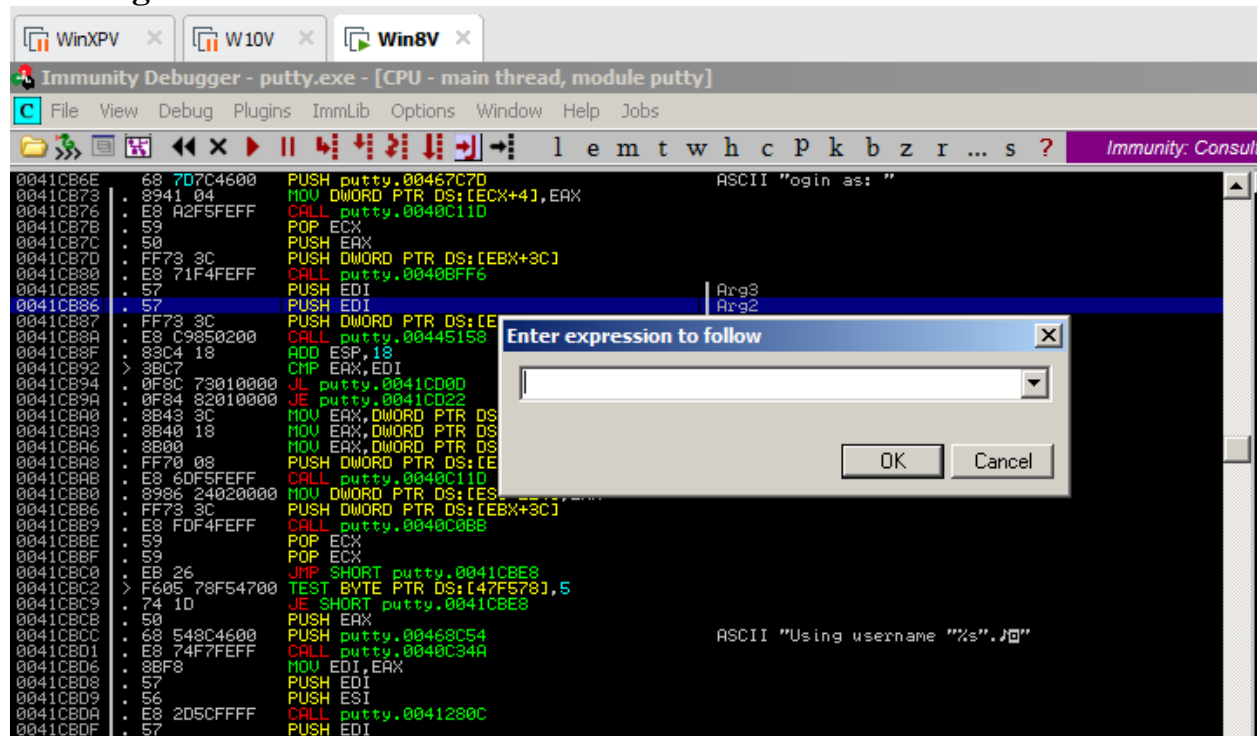 WinXPV × W10V × Win8V ×
Immunity Debugger - putty.exe - [CPU - main thread, module putty]
C File View Debug Plugins ImmLib Options Window Help Jobs
l e m t w h c P k b z r ... s ? Immunity: Consult
0041CB6E 68 7D7C4600 PUSH putty.00467C7D ASCII "ogin as: "
0041CB73 . 8941 04 MOV DWORD PTR DS:[ECX+4],EAX
0041CB76 . E8 A2F5FEFF CALL putty.0040C11D
0041CB7B . 59 POP ECX
0041CB7C . 50 PUSH EAX
0041CB7D . FF73 3C PUSH DWORD PTR DS:[EBX+3C]
0041CB80 . E8 71F4FEFF CALL putty.0040BFF6
0041CB85 . 57 PUSH EDI Arg3
0041CB86 . 57 PUSH EDI Arg2
0041CB87 . FF73 3C PUSH DWORD PTR DS:[E
0041CB8A . E8 C9850200 CALL putty.00445158
0041CB8F . 83C4 18 ADD ESP,18
0041CB92 > 3BC7 CMP EAX,EDI
0041CB94 . 0F8C 73010000 JL putty.0041CD0D
0041CB9A . 0F84 82010000 JE putty.0041CD22
0041CBA0 . 8B43 3C MOV EAX,DWORD PTR DS
0041CBA3 . 8B40 18 MOV EAX,DWORD PTR DS
0041CBA6 . 8B00 MOV EAX,DWORD PTR DS
0041CBA8 . FF70 08 PUSH DWORD PTR DS:[E
0041CBAB . E8 6DF5FEFF CALL putty.0040C11D
0041CBB0 . 8986 24020000 MOV DWORD PTR DS:[ES
0041CBB6 . FF73 3C PUSH DWORD PTR DS:[EBX+3C]
0041CBB9 . E8 FDF4FEFF CALL putty.0040C0BB
0041CBBE . 59 POP ECX
0041CBBF . 59 POP ECX
0041CBC0 . EB 26 JMP SHORT putty.0041CBE8
0041CBC2 > F605 78F54700 TEST BYTE PTR DS:[47F578],5
0041CBC9 . 74 1D JE SHORT putty.0041CBE8
0041CBCB . 50 PUSH EAX
0041CBCC . 68 548C4600 PUSH putty.00468C54 ASCII "Using username "%s".♪◙"
0041CBD1 . E8 74F7FEFF CALL putty.0040C34A
0041CBD6 . 8BF8 MOV EDI,EAX
0041CBD8 . 57 PUSH EDI
0041CBD9 . 56 PUSH ESI
0041CBDA . E8 2D5CFFFF CALL putty.0041280C
0041CBDF . 57 PUSH EDI
Enter expression to follow
OK Cancel